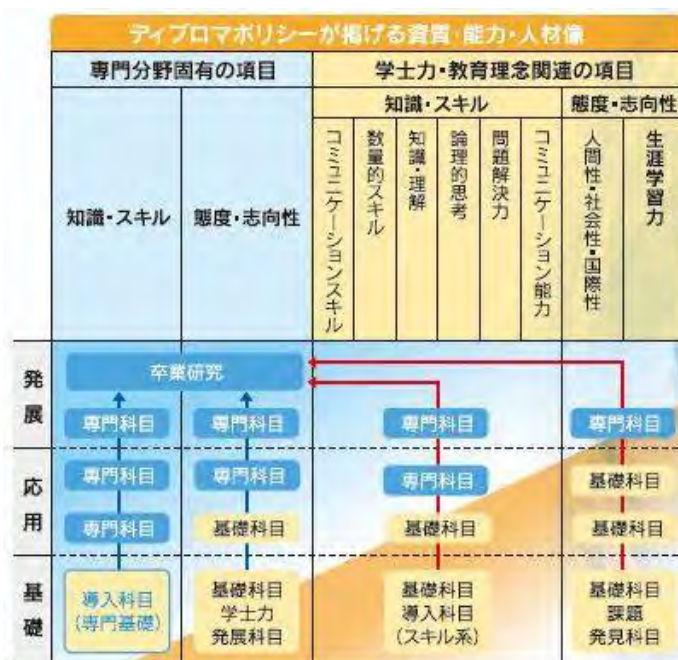 ディプロマポリシーが掲げる資質・能力・人材像
専門分野固有の項目
学士力・教育理念関連の項目
知識・スキル
態度・志向性
知識・スキル
態度・志向性
コミュニケーションスキル
数量的スキル
知識・理解
論理的思考
問題解決力
コミュニケーション能力
人間性・社会性・国際性
生涯学習力
発展
卒業研究
専門科目
専門科目
専門科目
専門科目
応用
専門科目
専門科目
専門科目
基礎科目
専門科目
基礎科目
基礎科目
基礎科目
基礎
導入科目
(専門基礎)
基礎科目
学士力
発展科目
基礎科目
導入科目
(スキル系)
基礎科目
課題
発見科目